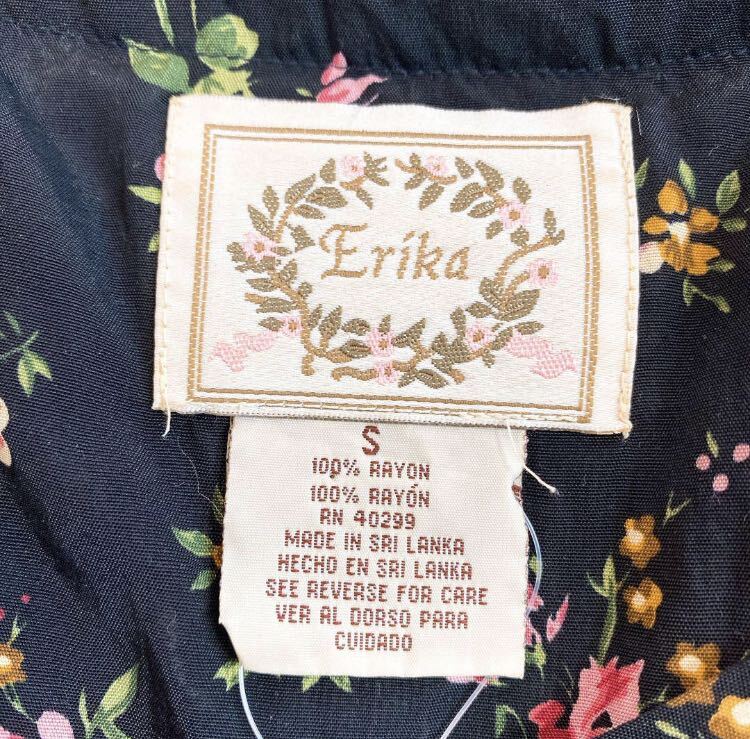 Erika
S
100% RAYON
100% RAYÓN
RN 40299
MADE IN SRI LANKA
HECHO EN SRI LANKA
SEE REVERSE FOR CARE
VER AL DORSO PARA
CUIDADO